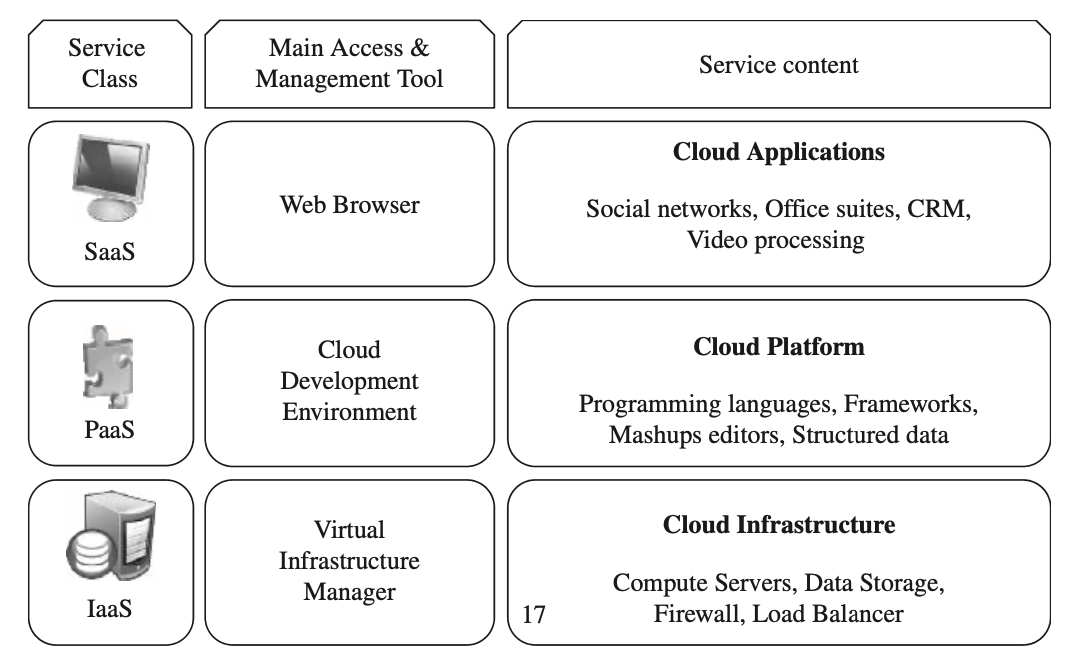 Service
Class
Main Access &
Management Tool
Service content
SaaS
Web Browser
Cloud Applications
Social networks, Office suites, CRM,
Video processing
PaaS
Cloud
Development
Environment
Cloud Platform
Programming languages, Frameworks,
Mashups editors, Structured data
IaaS
Virtual
Infrastructure
Manager
Cloud Infrastructure
Compute Servers, Data Storage,
Firewall, Load Balancer
17